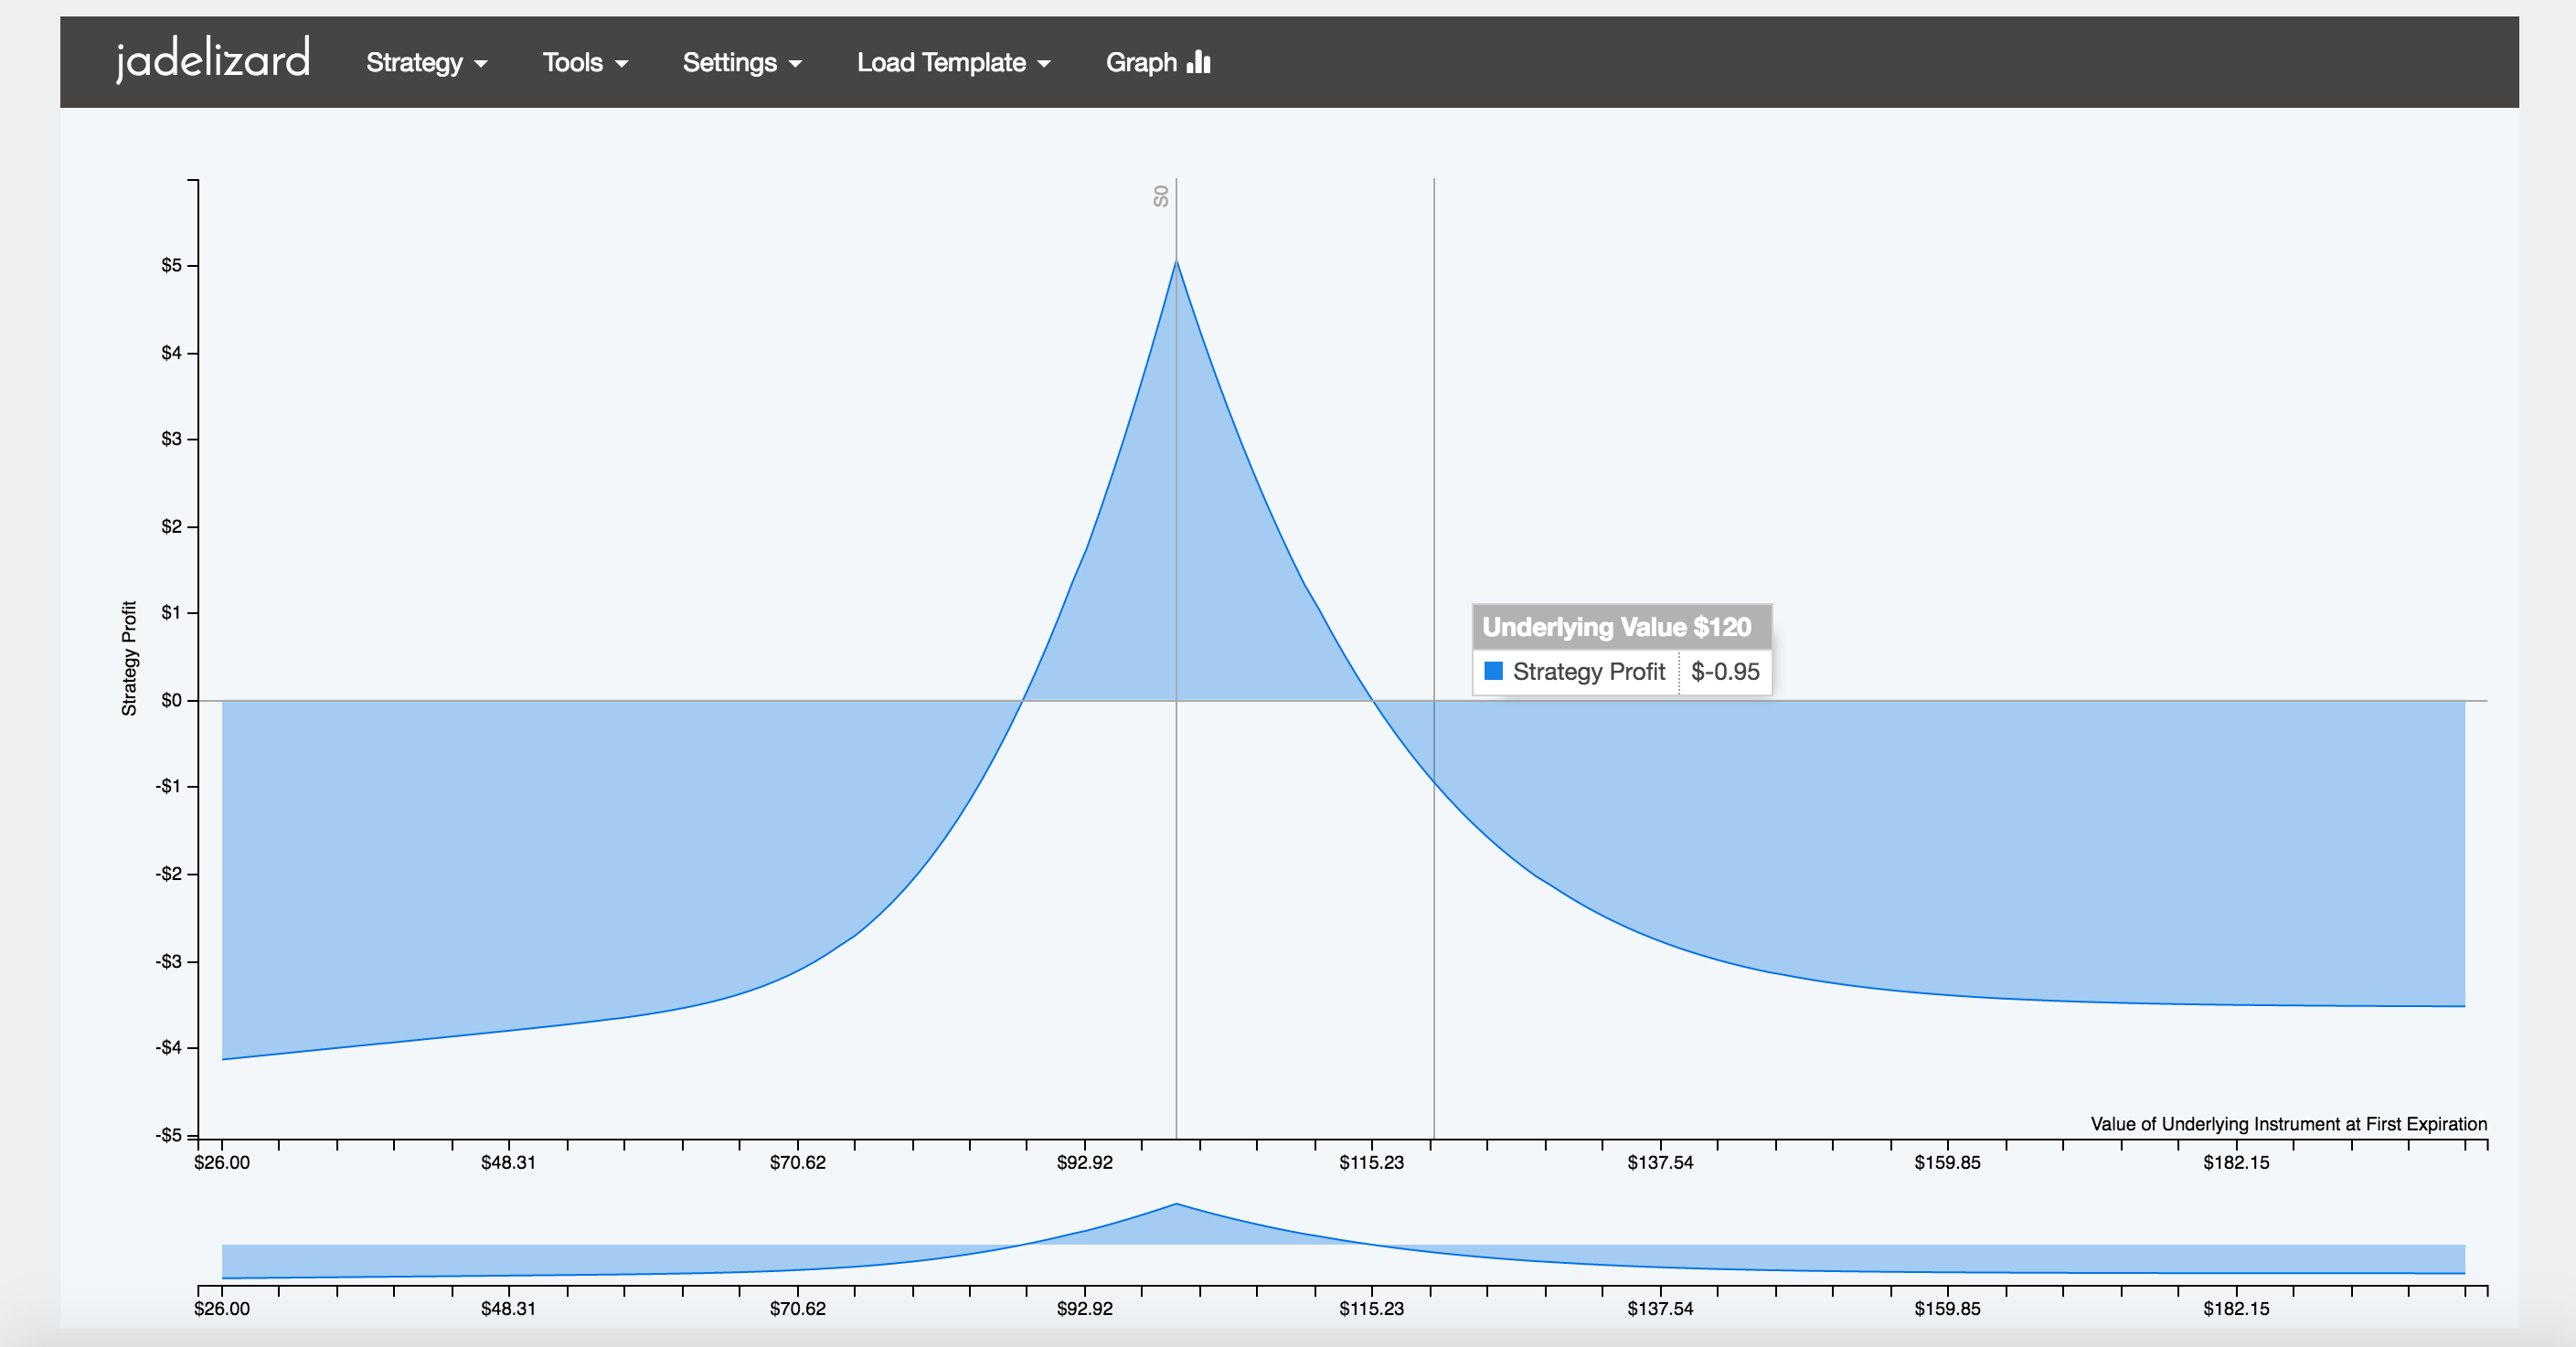 jadelizard Strategy Tools Settings Load Template Graph
S0
$5
$4
$3
$2
$1
$0
-$1
-$2
-$3
-$4
-$5
Strategy Profit
Underlying Value $120
Strategy Profit $-0.95
Value of Underlying Instrument at First Expiration
$26.00 $48.31 $70.62 $92.92 $115.23 $137.54 $159.85 $182.15
$26.00 $48.31 $70.62 $92.92 $115.23 $137.54 $159.85 $182.15